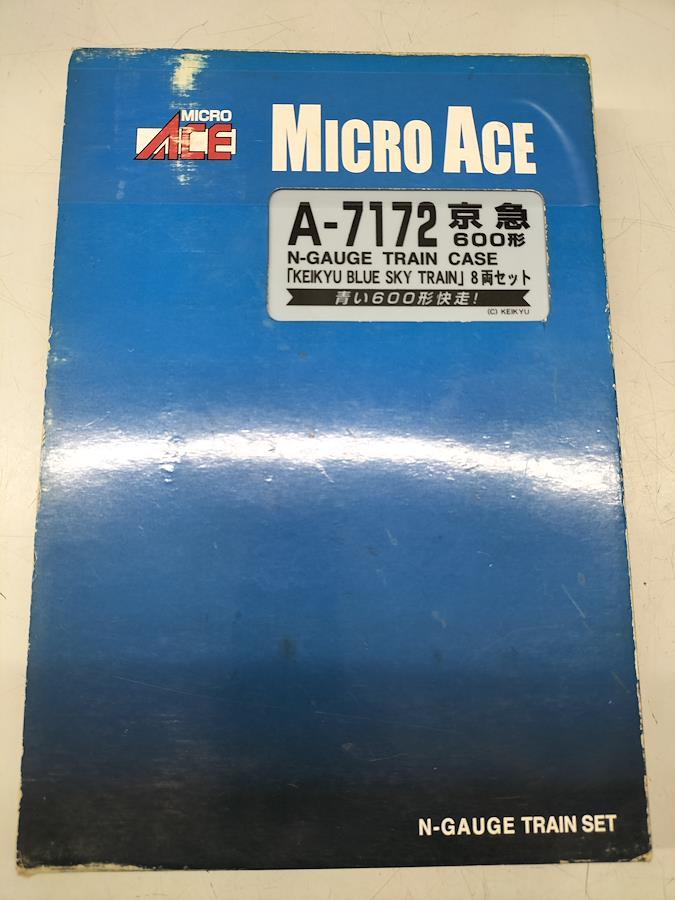 MICRO
ACE
MICRO ACE
A-7172 京急
600形
N-GAUGE TRAIN CASE
「KEIKYU BLUE SKY TRAIN」8両セット
青い600形快走!
(C) KEIKYU
N-GAUGE TRAIN SET